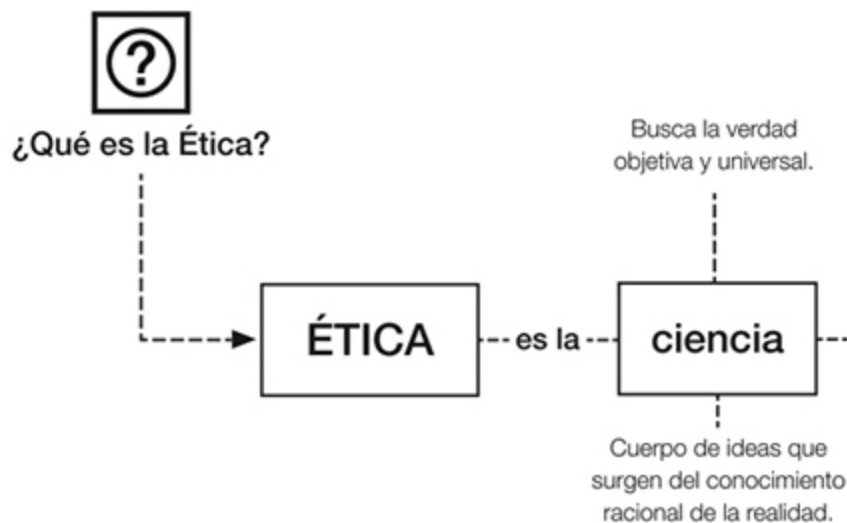 ?
¿Qué es la Ética?
Busca la verdad
objetiva y universal.
ÉTICA
es la
ciencia
Cuerpo de ideas que
surgen del conocimiento
racional de la realidad.